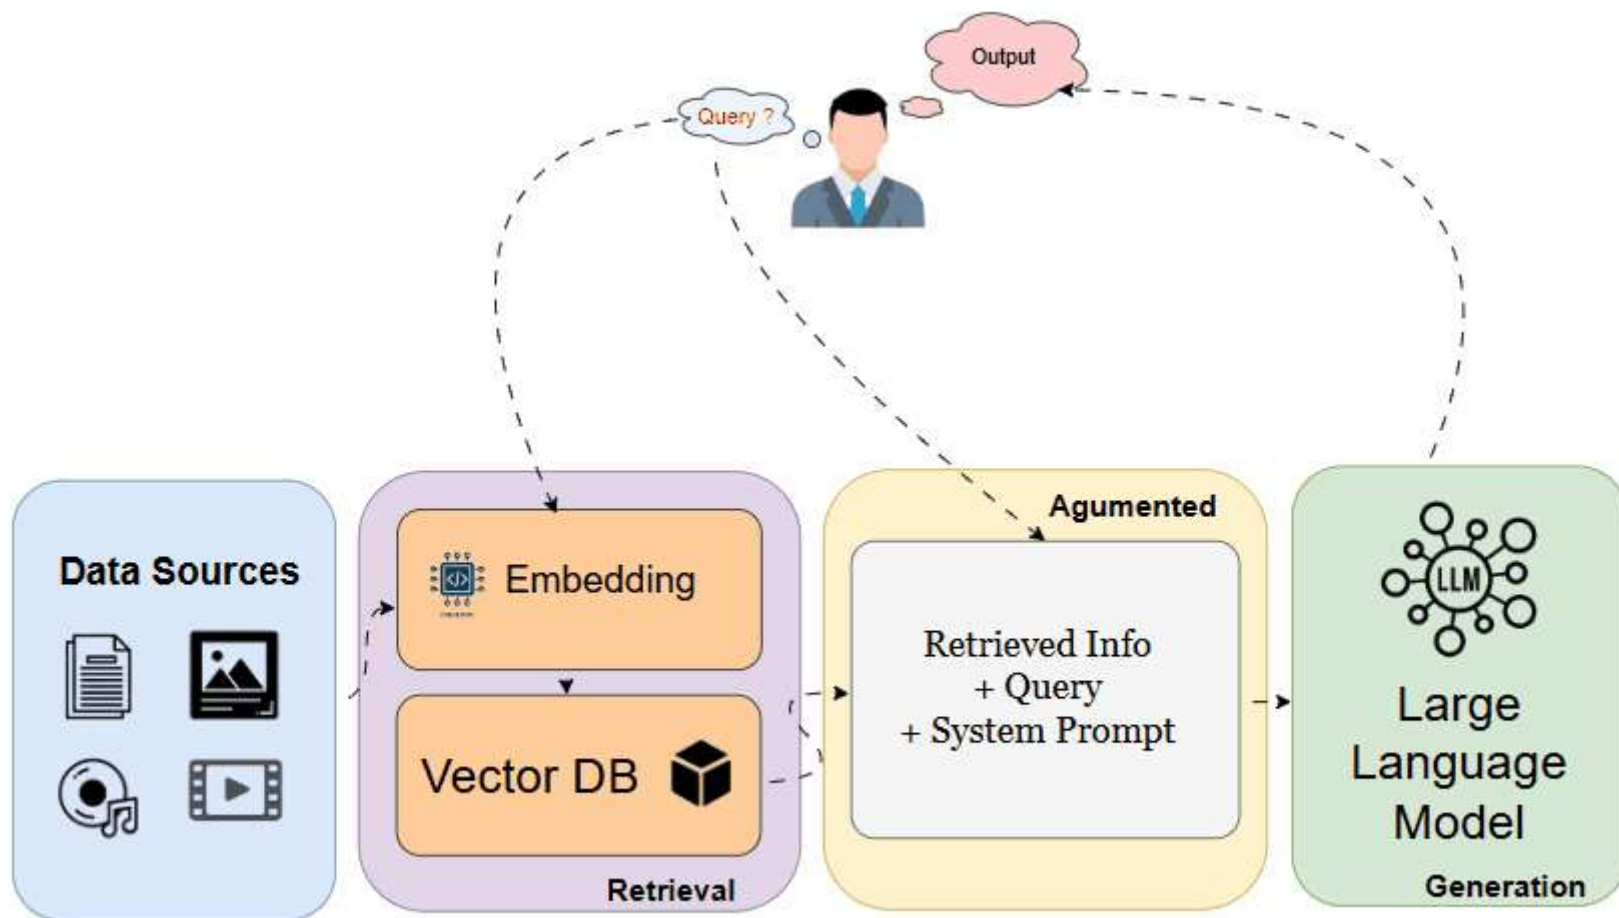 Output
Query ?
Data Sources
</>
Embedding
Vector DB
Retrieval
Agumented
Retrieved Info
+ Query
+ System Prompt
LLM
Large
Language
Model
Generation